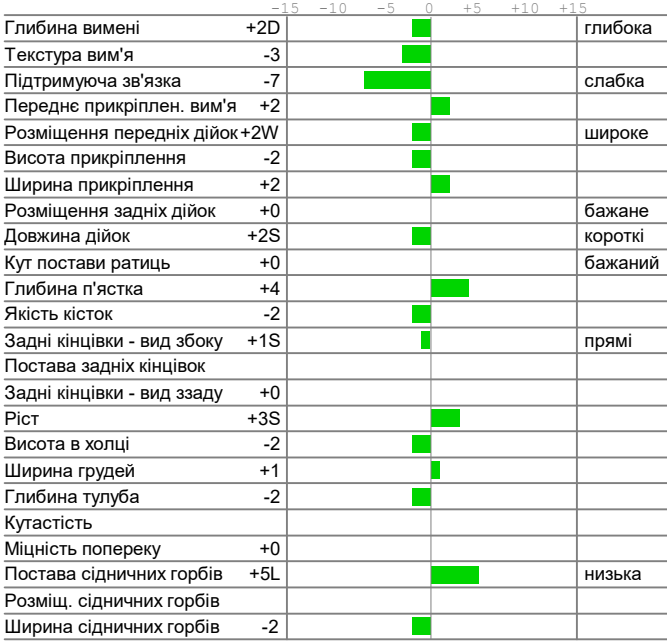 -15 -10 -5 0 +5 +10 +15
Глибина вимені +2D глибока
Текстура вим'я -3
Підтримуюча зв'язка -7 слабка
Переднє прикріплен. вим'я +2
Розміщення передніх дійок +2W широке
Висота прикріплення -2
Ширина прикріплення +2
Розміщення задніх дійок +0 бажане
Довжина дійок +2S короткі
Кут постави ратиць +0 бажаний
Глибина п'ястка +4
Якість кісток -2
Задні кінцівки - вид збоку +1S прямі
Постава задніх кінцівок
Задні кінцівки - вид ззаду +0
Ріст +3S
Висота в холці -2
Ширина грудей +1
Глибина тулуба -2
Кутастість
Міцність попереку +0
Постава сідничних горбів +5L низька
Розміщ. сідничних горбів
Ширина сідничних горбів -2